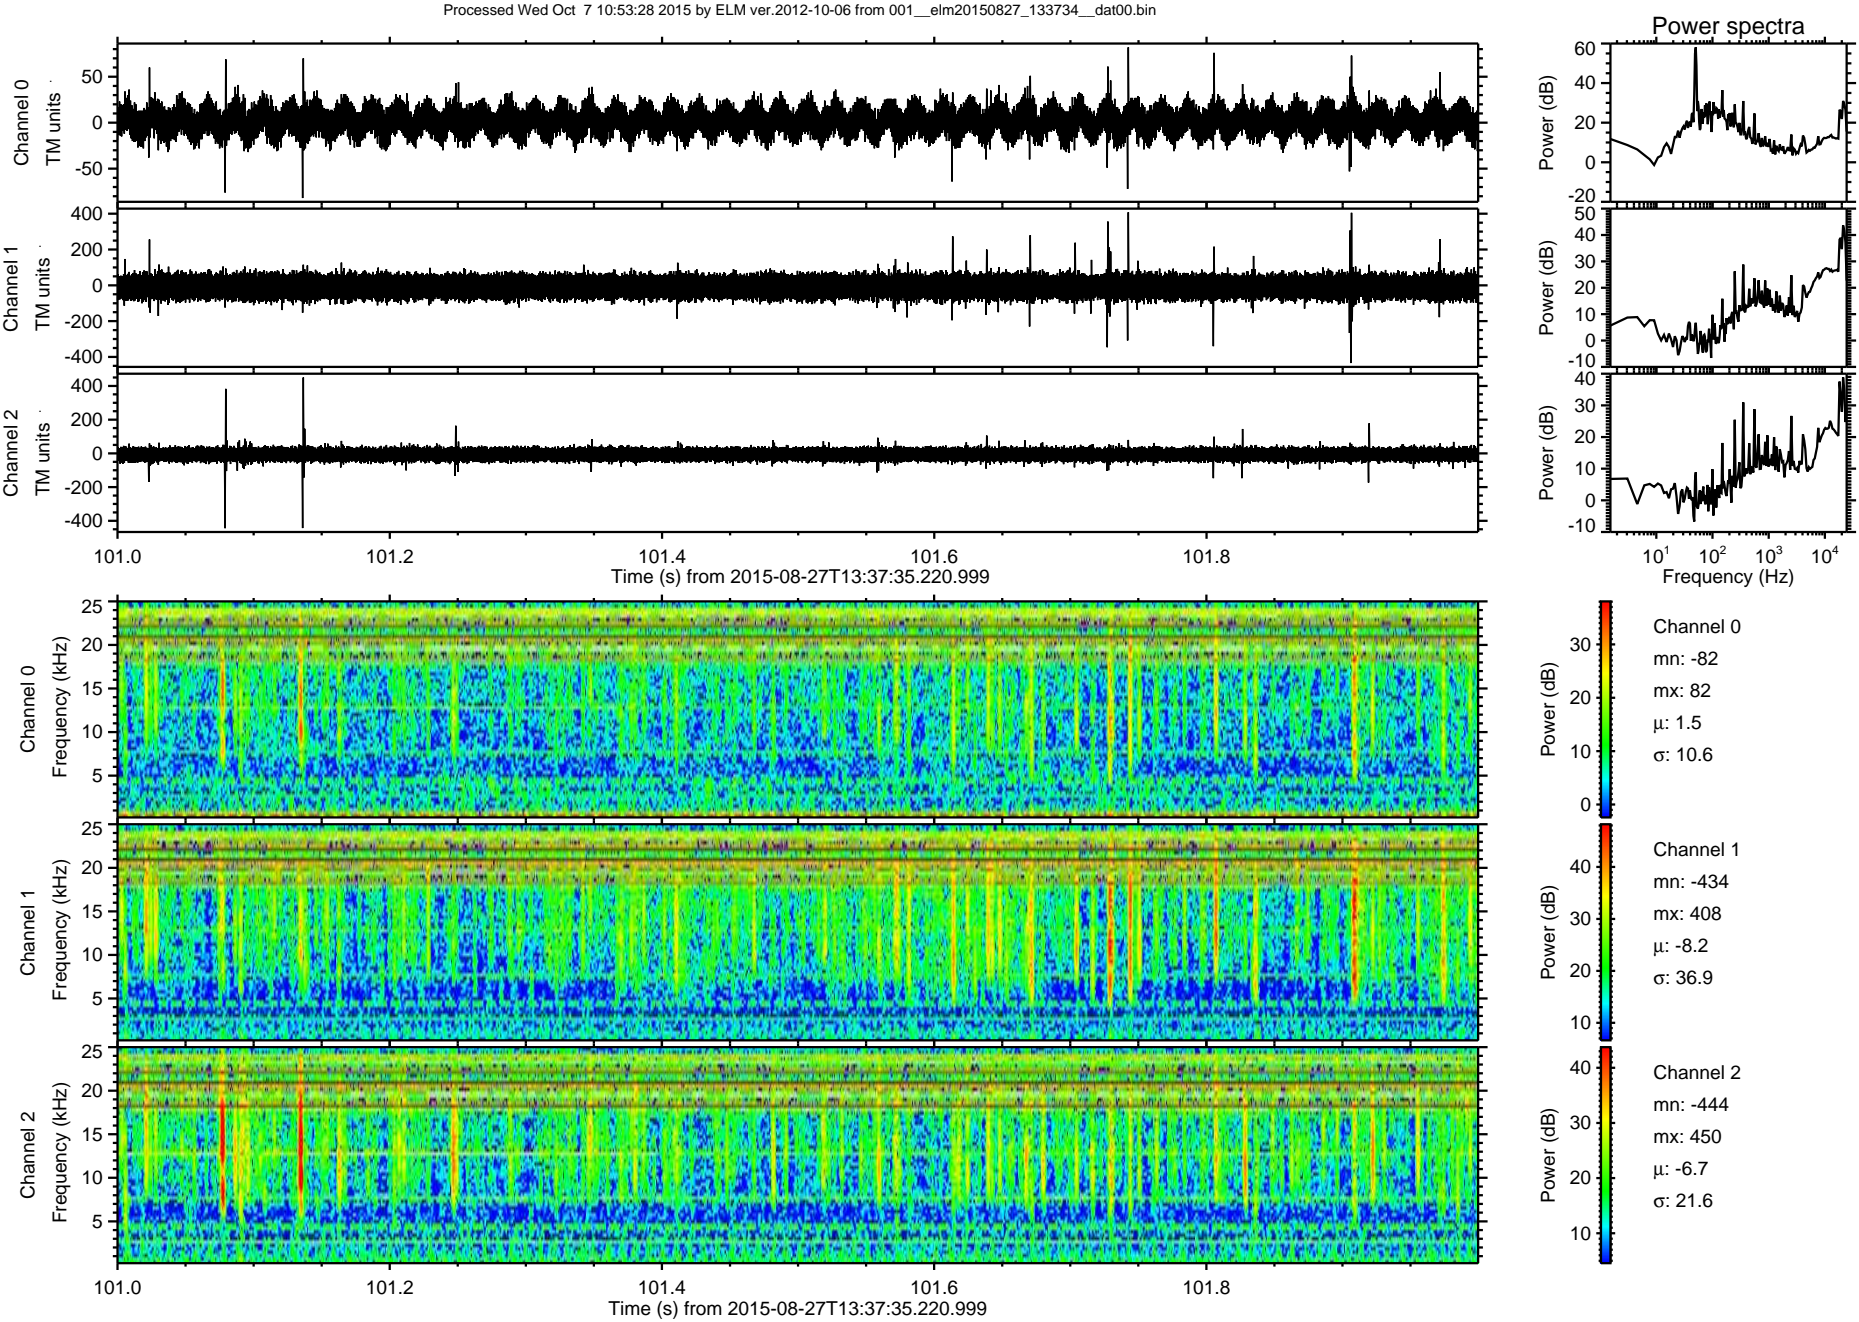 Processed Wed Oct  7 10:53:28 2015 by ELM ver.2012-10-06 from 001__elm20150827_133734__dat00.bin
Power spectra
Channel 0
TM units
50
0
-50
Power (dB)
60
40
20
0
-20
Channel 1
TM units
400
200
0
-200
-400
Power (dB)
50
40
30
20
10
0
-10
Channel 2
TM units
400
200
0
-200
-400
Power (dB)
40
30
20
10
0
-10
101.0 101.2 101.4 101.6 101.8
Time (s) from 2015-08-27T13:37:35.220.999
10¹ 10² 10³ 10⁴
Frequency (Hz)
Channel 0
Frequency (kHz)
25
20
15
10
5
Power (dB)
30
20
10
0
Channel 0
mn: -82
mx: 82
μ: 1.5
σ: 10.6
Channel 1
Frequency (kHz)
25
20
15
10
5
Power (dB)
40
30
20
10
Channel 1
mn: -434
mx: 408
μ: -8.2
σ: 36.9
Channel 2
Frequency (kHz)
25
20
15
10
5
Power (dB)
40
30
20
10
Channel 2
mn: -444
mx: 450
μ: -6.7
σ: 21.6
101.0 101.2 101.4 101.6 101.8
Time (s) from 2015-08-27T13:37:35.220.999